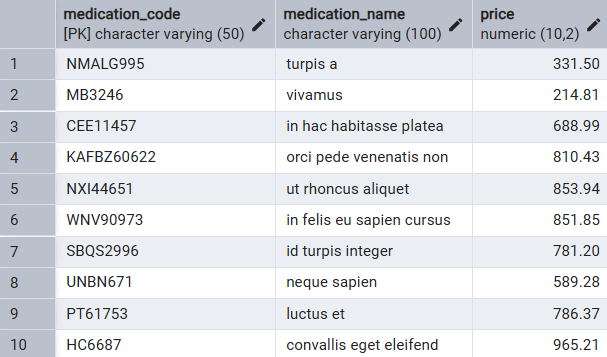 medication_code medication_name price
[PK] character varying (50) character varying (100) numeric (10,2)
1 NMALG995 turpis a 331.50
2 MB3246 vivamus 214.81
3 CEE11457 in hac habitasse platea 688.99
4 KAFBZ60622 orci pede venenatis non 810.43
5 NXI44651 ut rhoncus aliquet 853.94
6 WNV90973 in felis eu sapien cursus 851.85
7 SBQS2996 id turpis integer 781.20
8 UNBN671 neque sapien 589.28
9 PT61753 luctus et 786.37
10 HC6687 convallis eget eleifend 965.21